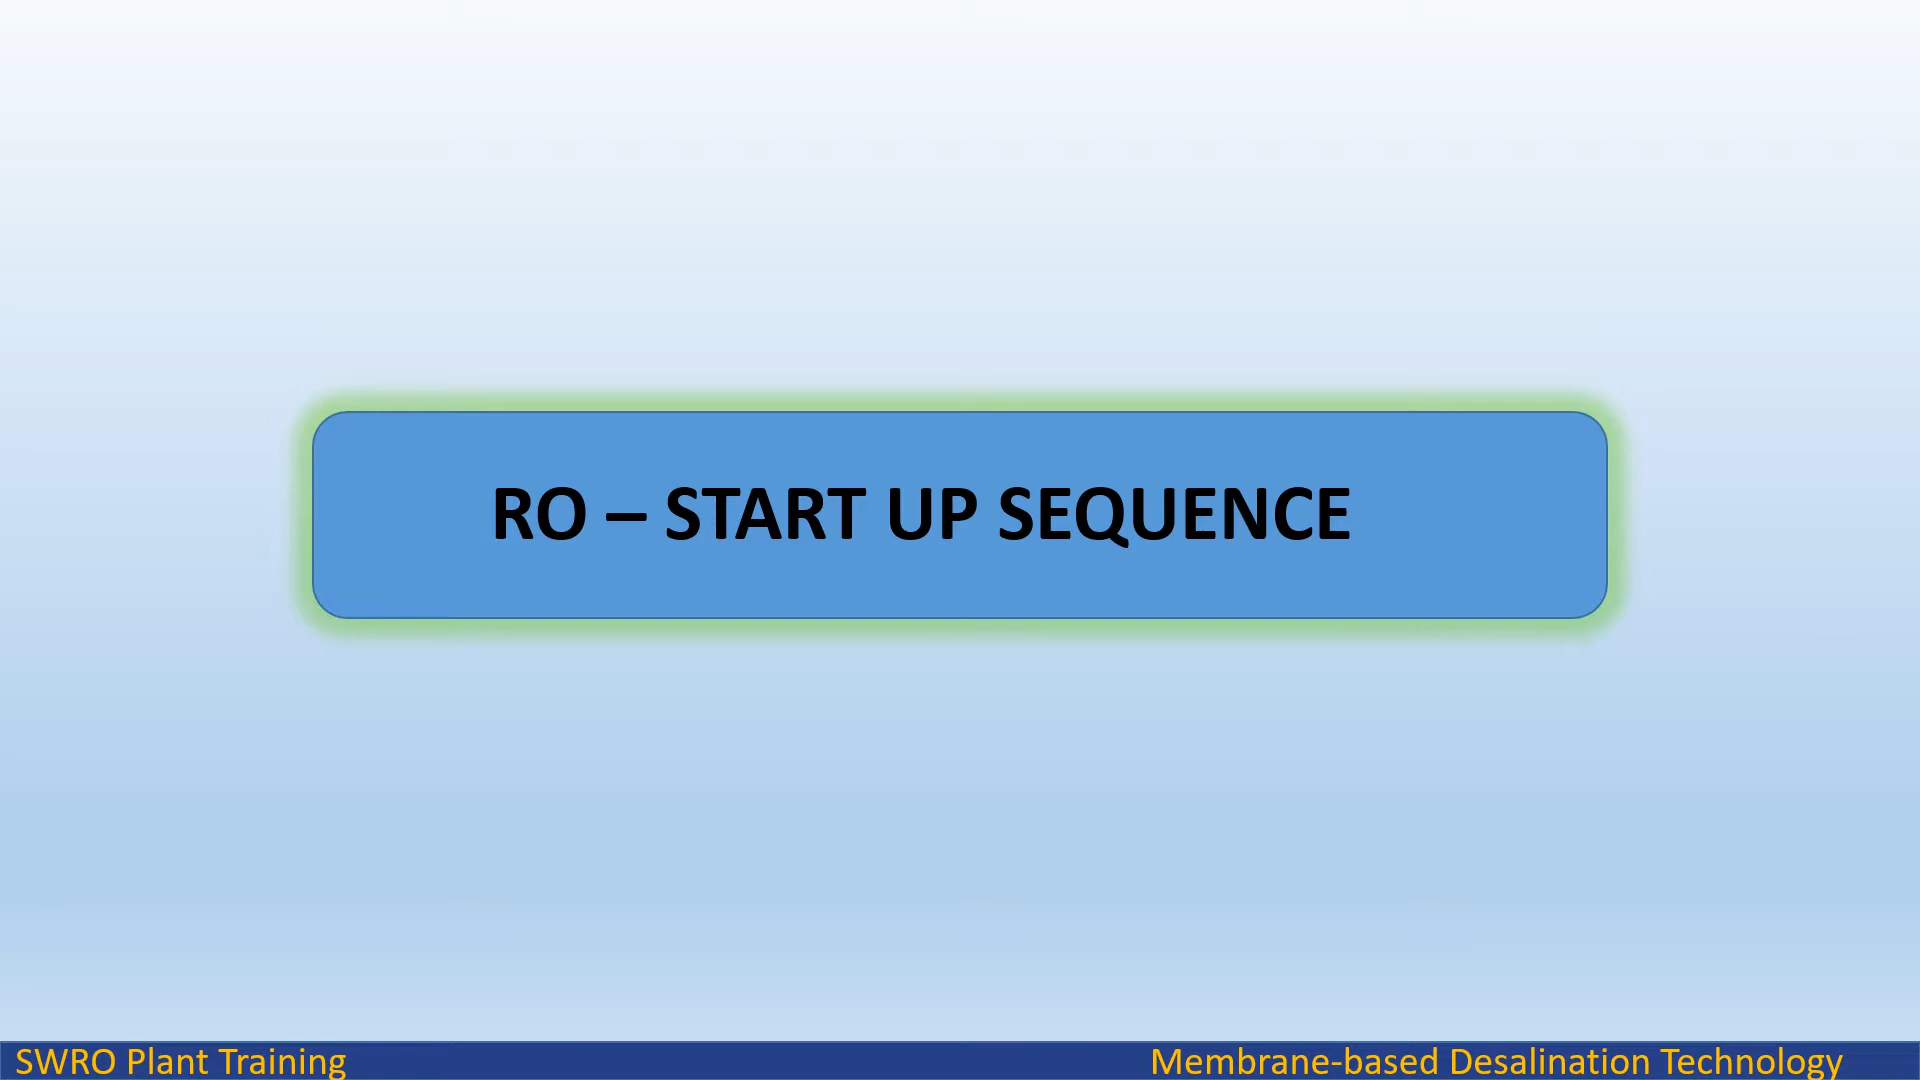 RO – START UP SEQUENCE
SWRO Plant Training
Membrane-based Desalination Technology